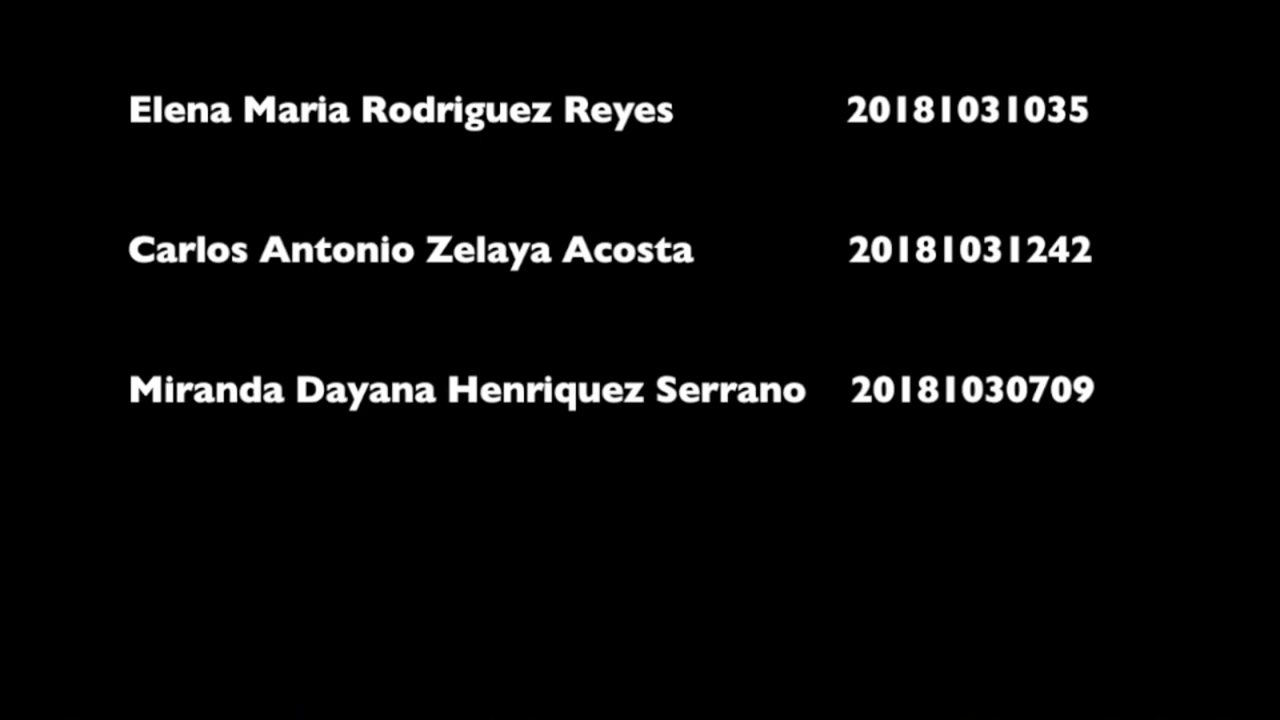 Elena Maria Rodriguez Reyes 20181031035
Carlos Antonio Zelaya Acosta 20181031242
Miranda Dayana Henriquez Serrano 20181030709